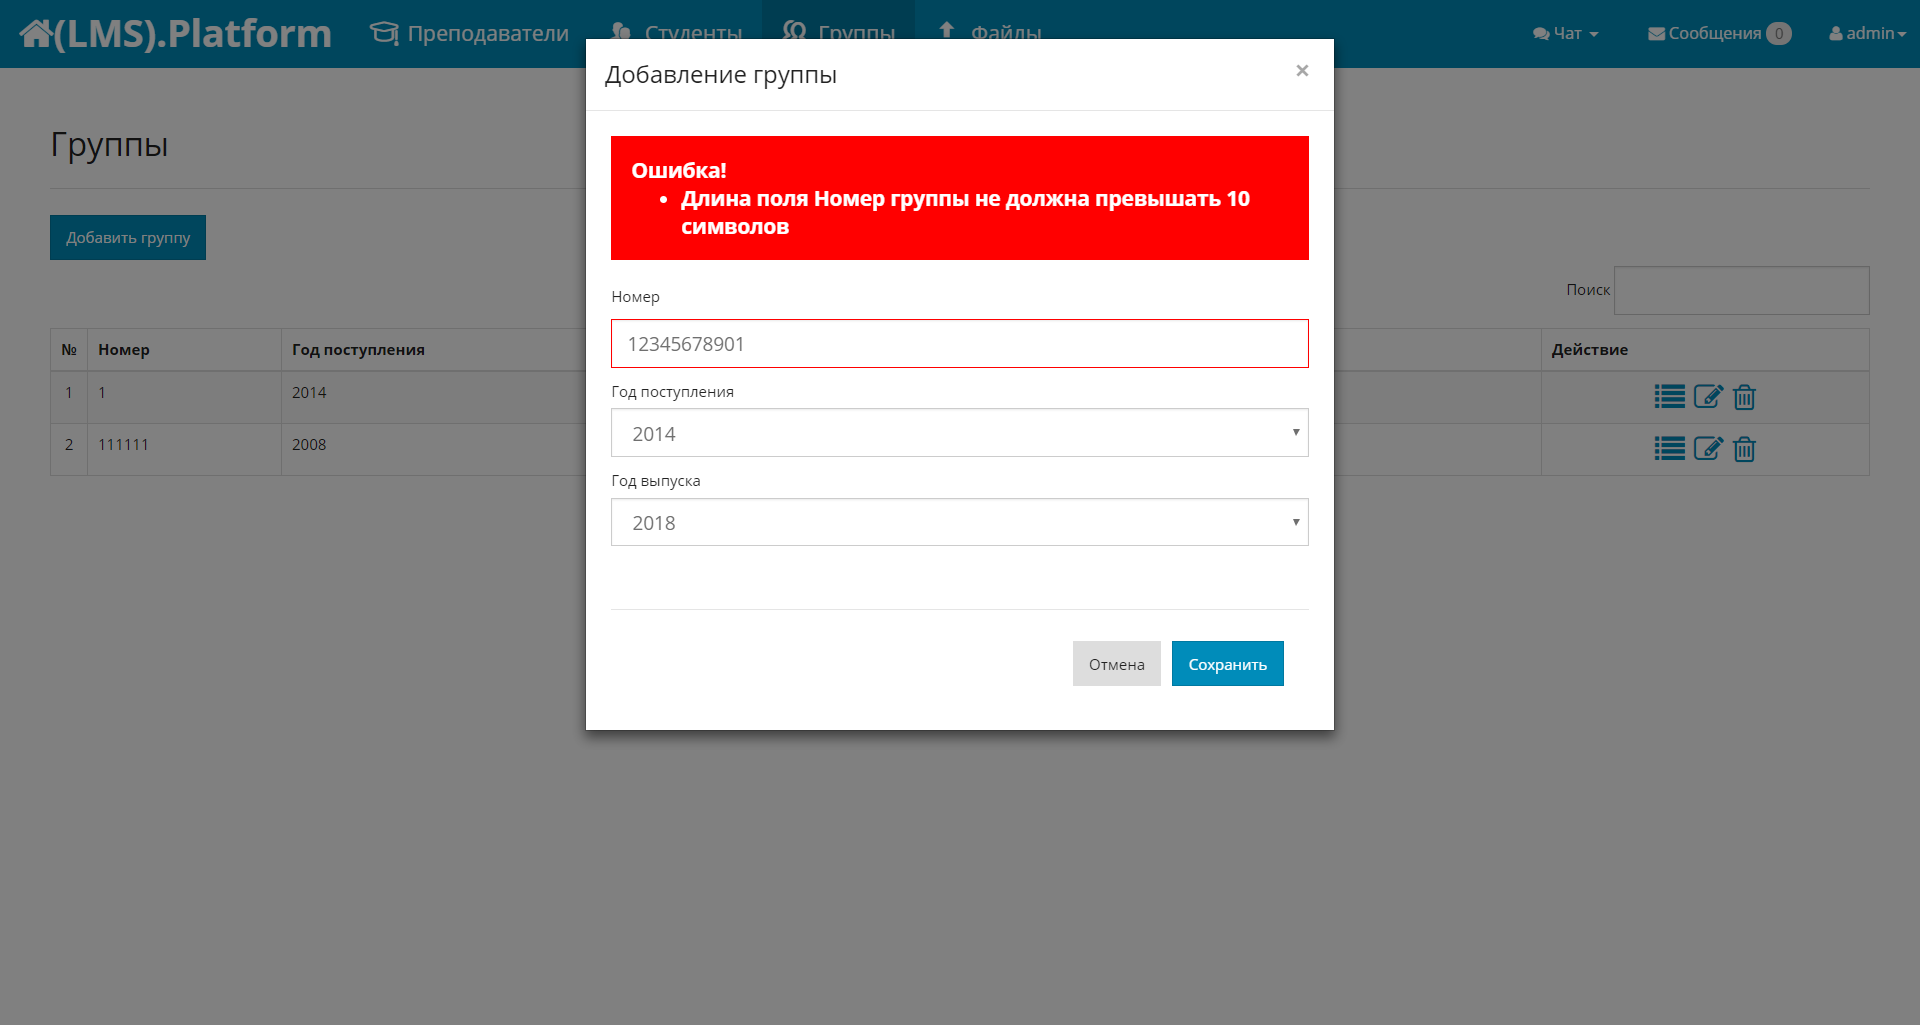 (LMS).Platform Преподаватели Студенты Группы Файлы Чат Сообщения 0 admin
Добавление группы ×
Группы
Ошибка!
• Длина поля Номер группы не должна превышать 10
символов
Добавить группу
Поиск
Номер
12345678901
№ Номер Год поступления Действие
1 1 2014
2 111111 2008
Год поступления
2014
Год выпуска
2018
Отмена Сохранить